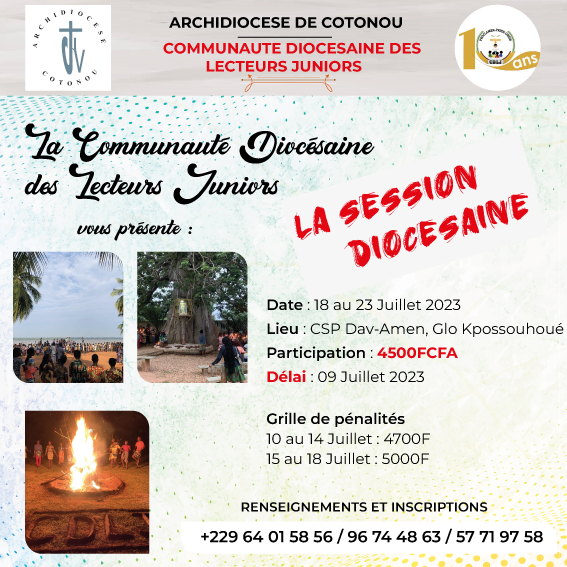 ARCHIDIOCESE
COTONOU
ARCHIDIOCESE DE COTONOU
COMMUNAUTE DIOCESAINE DES
LECTEURS JUNIORS
10 ans
La Communauté Diocésaine
des Lecteurs Juniors
vous présente :
LA SESSION
DIOCESAINE
Date : 18 au 23 Juillet 2023
Lieu : CSP Dav-Amen, Glo Kpossouhoué
Participation : 4500FCFA
Délai : 09 Juillet 2023
Grille de pénalités
10 au 14 Juillet : 4700F
15 au 18 Juillet : 5000F
CDLJ
RENSEIGNEMENTS ET INSCRIPTIONS
+229 64 01 58 56 / 96 74 48 63 / 57 71 97 58